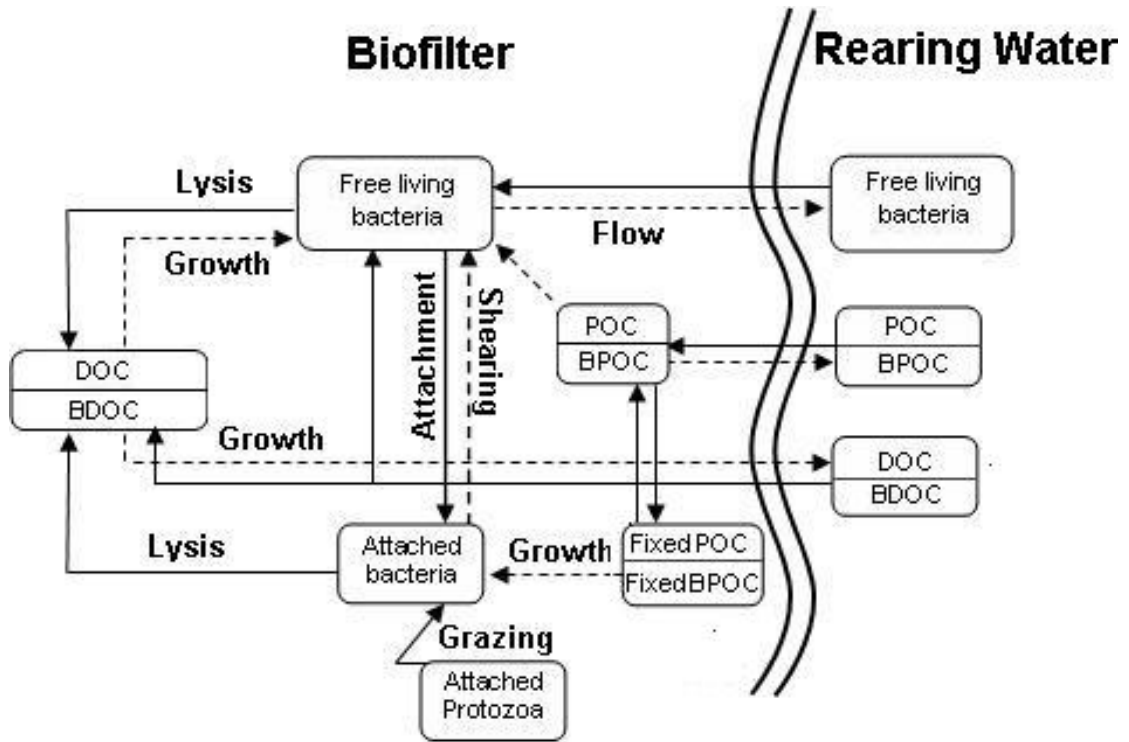 Biofilter
Rearing Water
Lysis
Free living
bacteria
Free living
bacteria
Flow
Growth
Attachment
Shearing
POC
BPOC
POC
BPOC
DOC
BDOC
Growth
DOC
BDOC
Lysis
Attached
bacteria
Growth
Fixed POC
Fixed BPOC
Grazing
Attached
Protozoa